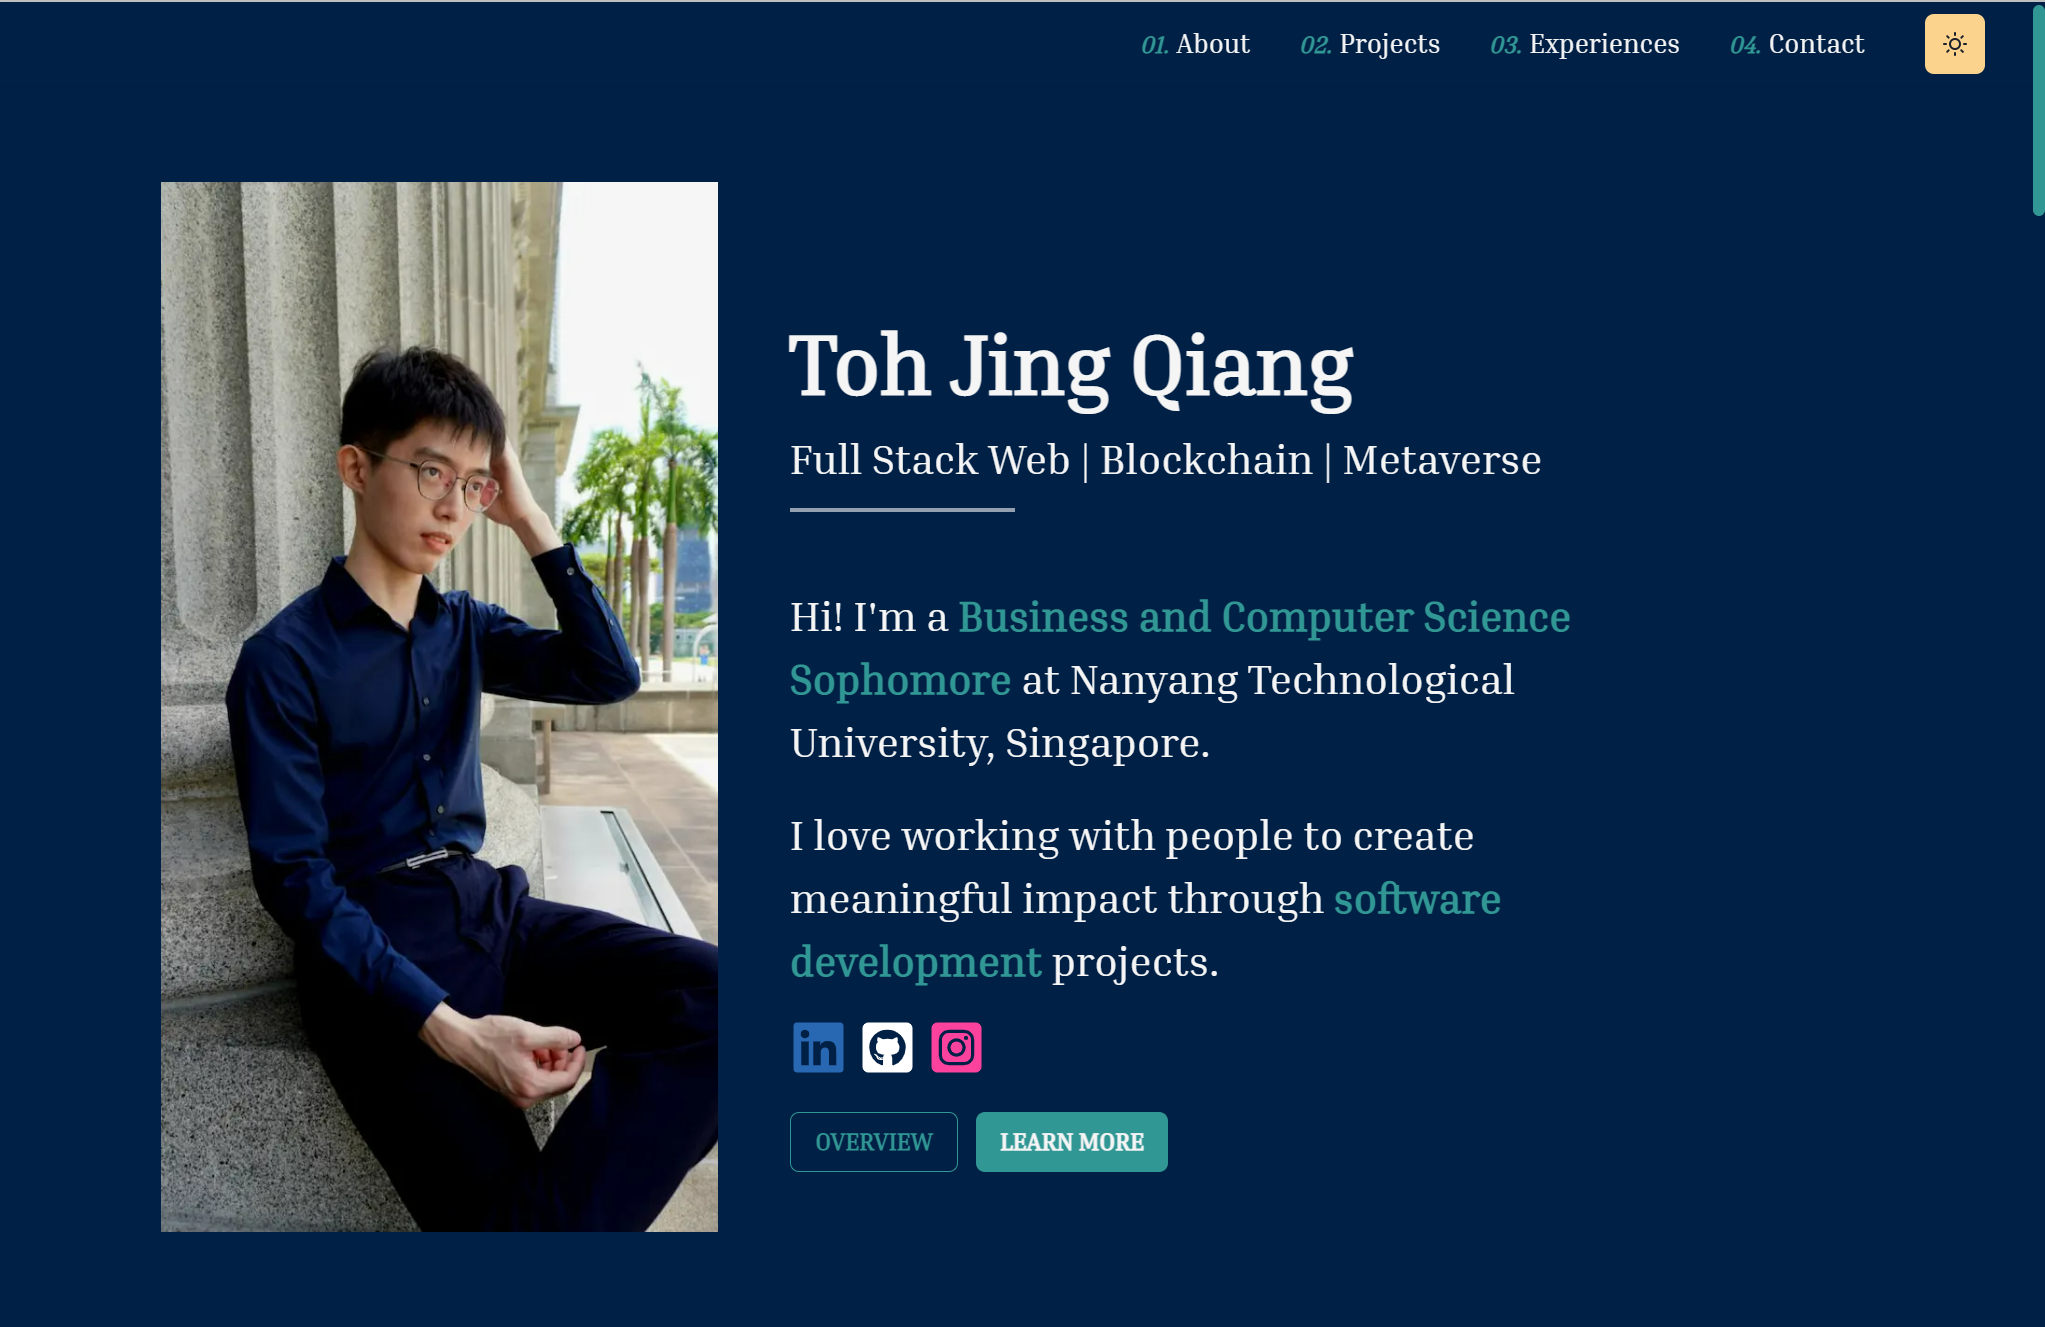 01. About 02. Projects 03. Experiences 04. Contact
Toh Jing Qiang
Full Stack Web | Blockchain | Metaverse
Hi! I'm a Business and Computer Science
Sophomore at Nanyang Technological
University, Singapore.
I love working with people to create
meaningful impact through software
development projects.
in
OVERVIEW LEARN MORE